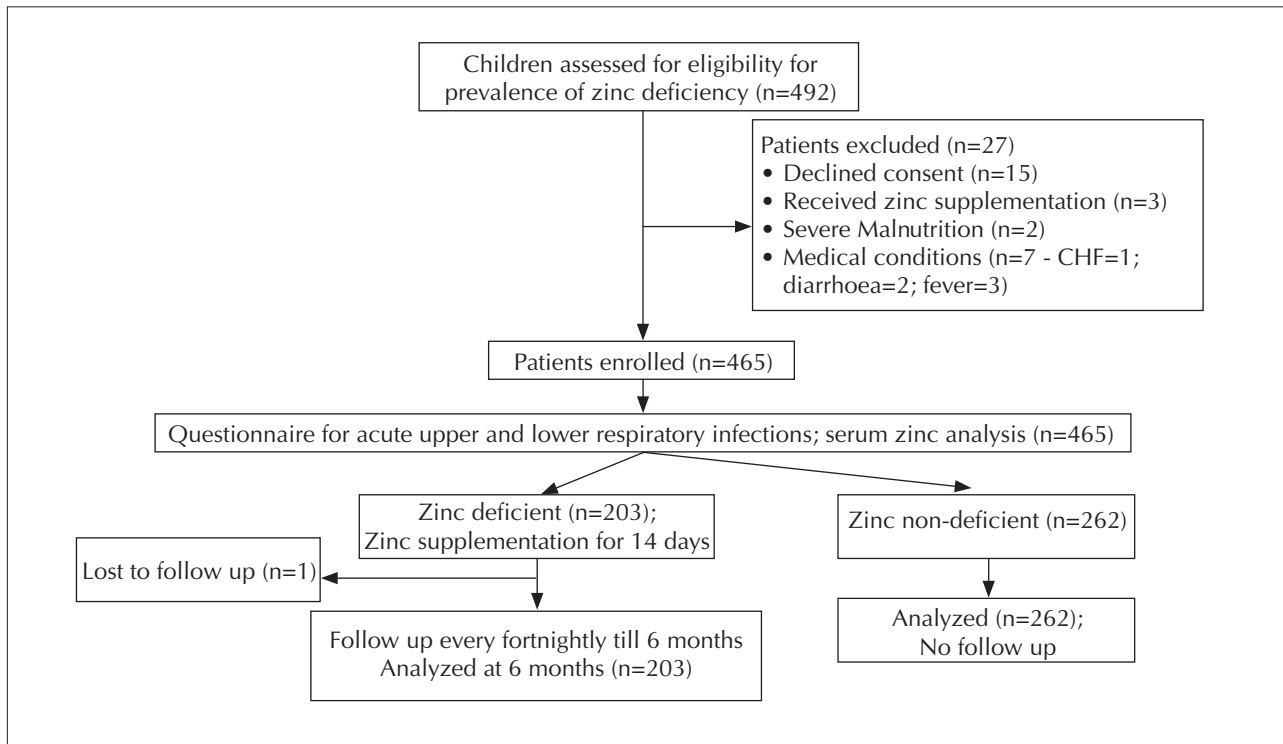 Children assessed for eligibility for
prevalence of zinc deficiency (n=492)
Patients excluded (n=27)
• Declined consent (n=15)
• Received zinc supplementation (n=3)
• Severe Malnutrition (n=2)
• Medical conditions (n=7 - CHF=1;
diarrhoea=2; fever=3)
Patients enrolled (n=465)
Questionnaire for acute upper and lower respiratory infections; serum zinc analysis (n=465)
Zinc deficient (n=203);
Zinc supplementation for 14 days
Zinc non-deficient (n=262)
Lost to follow up (n=1)
Follow up every fortnightly till 6 months
Analyzed at 6 months (n=203)
Analyzed (n=262);
No follow up